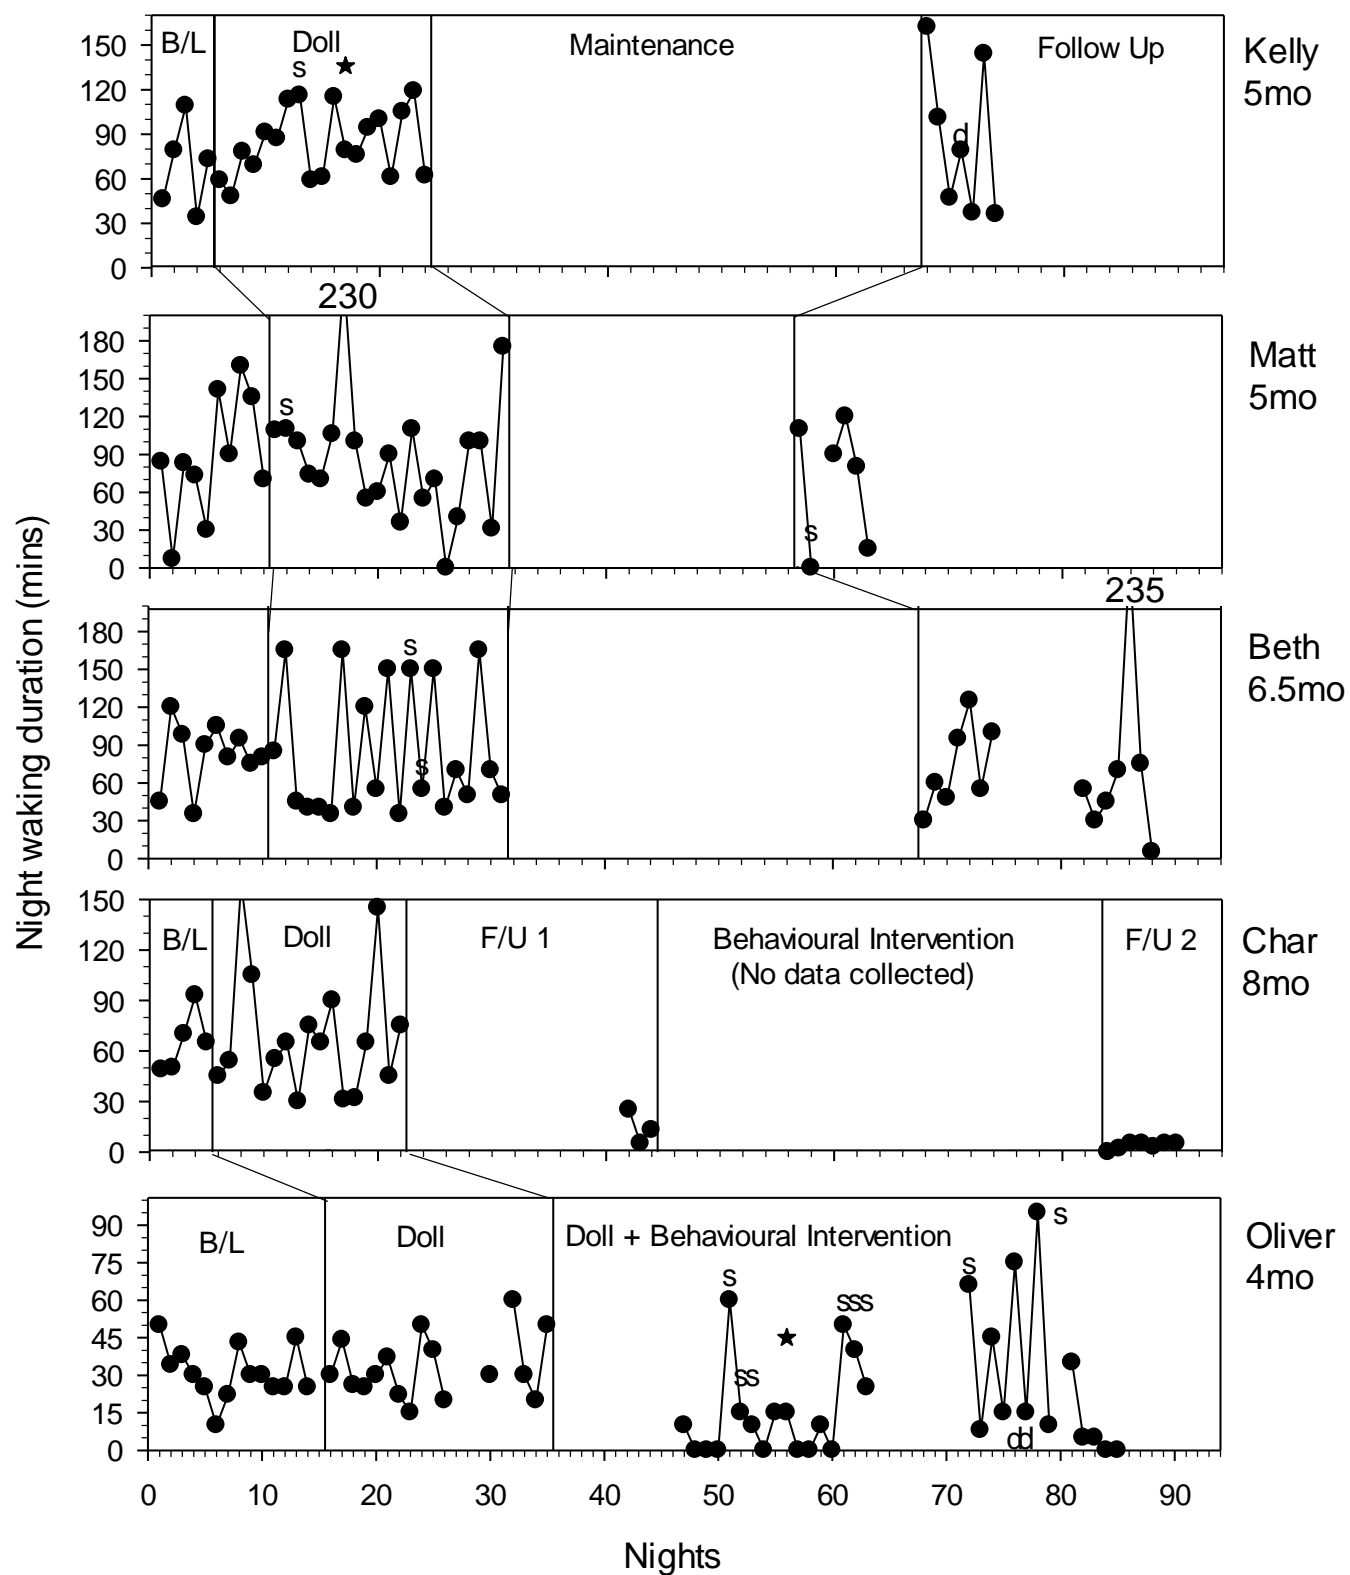 B/L Doll Maintenance Follow Up
s ★
d
150
120
90
60
30
0
Kelly
5mo
230
s
s
180
150
120
90
60
30
0
Matt
5mo
235
s
s
180
150
120
90
60
30
0
Beth
6.5mo
B/L Doll F/U 1 Behavioural Intervention F/U 2
(No data collected)
150
120
90
60
30
0
Char
8mo
B/L Doll Doll + Behavioural Intervention
s
ss
★
sss
s
dd
s
90
75
60
45
30
15
0
Oliver
4mo
0 10 20 30 40 50 60 70 80 90
Nights
Night waking duration (mins)